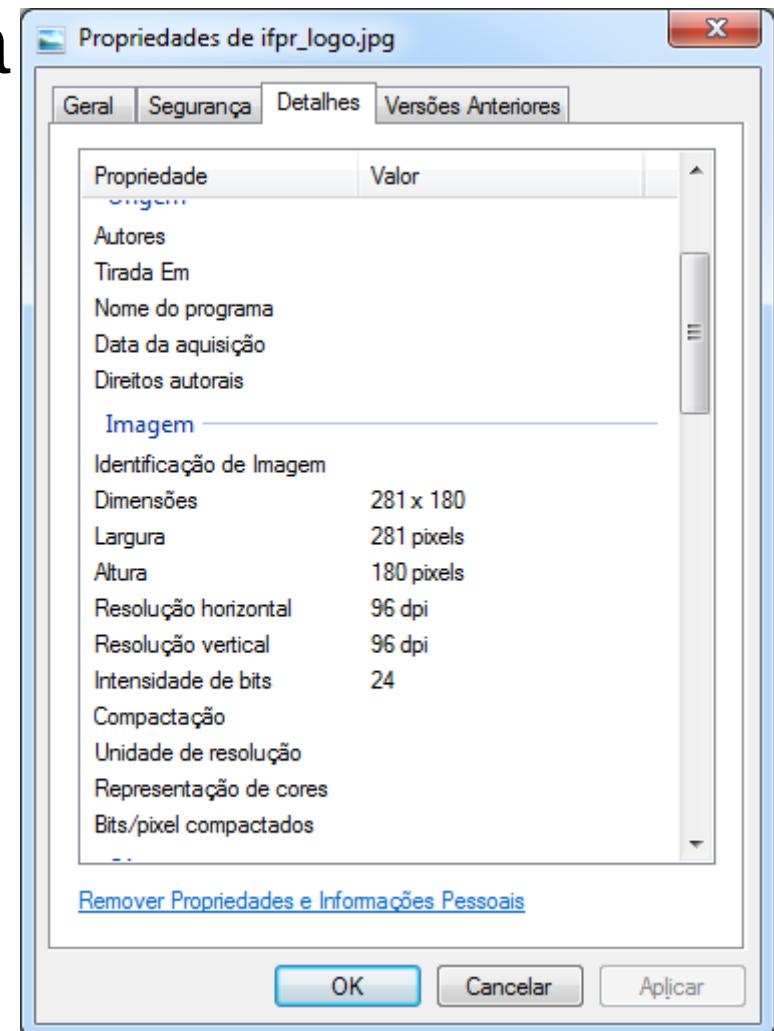 a
Propriedades de ifpr_logo.jpg
Geral Segurança Detalhes Versões Anteriores
Propriedade Valor
Origem
Autores
Tirada Em
Nome do programa
Data da aquisição
Direitos autorais
Imagem
Identificação de Imagem
Dimensões 281 x 180
Largura 281 pixels
Altura 180 pixels
Resolução horizontal 96 dpi
Resolução vertical 96 dpi
Intensidade de bits 24
Compactação
Unidade de resolução
Representação de cores
Bits/pixel compactados
Remover Propriedades e Informações Pessoais
OK Cancelar Aplicar